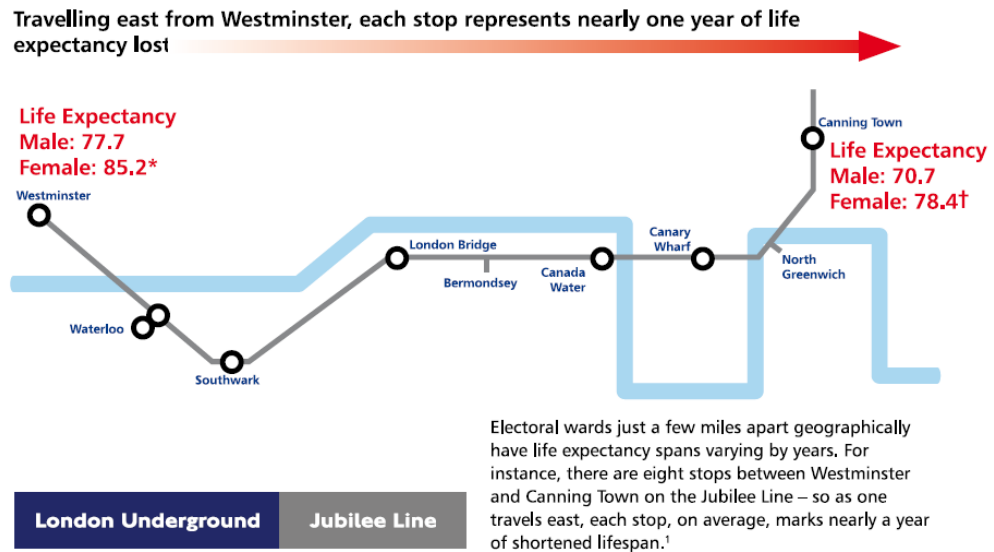 Travelling east from Westminster, each stop represents nearly one year of life
expectancy lost
Life Expectancy
Male: 77.7
Female: 85.2*
Westminster
Waterloo
Southwark
London Bridge
Bermondsey
Canada
Water
Canary
Wharf
North
Greenwich
Canning Town
Life Expectancy
Male: 70.7
Female: 78.4†
Electoral wards just a few miles apart geographically
have life expectancy spans varying by years. For
instance, there are eight stops between Westminster
and Canning Town on the Jubilee Line – so as one
travels east, each stop, on average, marks nearly a year
of shortened lifespan.¹
London Underground
Jubilee Line